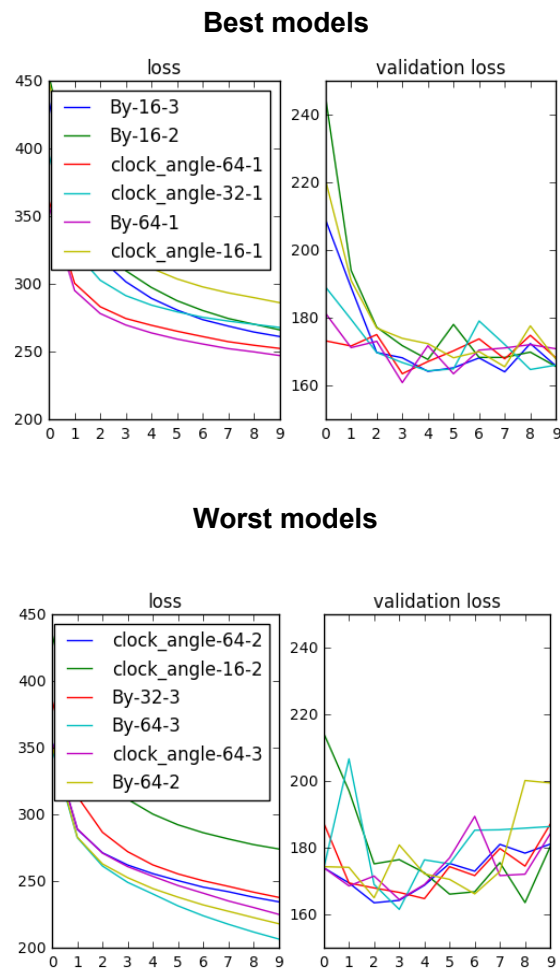 Best models
loss
validation loss
450
400
350
300
250
200
By-16-3
By-16-2
clock_angle-64-1
clock_angle-32-1
By-64-1
clock_angle-16-1
0 1 2 3 4 5 6 7 8 9
240
220
200
180
160
0 1 2 3 4 5 6 7 8 9
Worst models
loss
validation loss
450
400
350
300
250
200
clock_angle-64-2
clock_angle-16-2
By-32-3
By-64-3
clock_angle-64-3
By-64-2
0 1 2 3 4 5 6 7 8 9
240
220
200
180
160
0 1 2 3 4 5 6 7 8 9